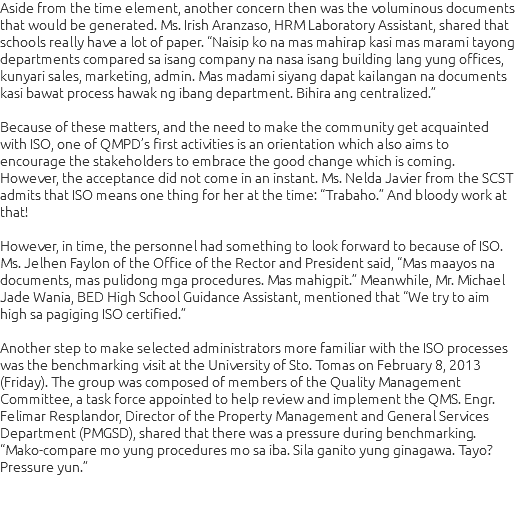 Aside from the time element, another concern then was the voluminous documents
that would be generated. Ms. Irish Aranzaso, HRM Laboratory Assistant, shared that
schools really have a lot of paper. “Naisip ko na mas mahirap kasi mas marami tayong
departments compared sa isang company na nasa isang building lang yung offices,
kunyari sales, marketing, admin. Mas madami siyang dapat kailangan na documents
kasi bawat process hawak ng ibang department. Bihira ang centralized.”

Because of these matters, and the need to make the community get acquainted
with ISO, one of QMPD’s first activities is an orientation which also aims to
encourage the stakeholders to embrace the good change which is coming.
However, the acceptance did not come in an instant. Ms. Nelda Javier from the SCST
admits that ISO means one thing for her at the time: “Trabaho.” And bloody work at
that!

However, in time, the personnel had something to look forward to because of ISO.
Ms. Jelhen Faylon of the Office of the Rector and President said, “Mas maayos na
documents, mas pulidong mga procedures. Mas mahigpit.” Meanwhile, Mr. Michael
Jade Wania, BED High School Guidance Assistant, mentioned that “We try to aim
high sa pagiging ISO certified.”

Another step to make selected administrators more familiar with the ISO processes
was the benchmarking visit at the University of Sto. Tomas on February 8, 2013
(Friday). The group was composed of members of the Quality Management
Committee, a task force appointed to help review and implement the QMS. Engr.
Felimar Resplandor, Director of the Property Management and General Services
Department (PMGSD), shared that there was a pressure during benchmarking.
“Mako-compare mo yung procedures mo sa iba. Sila ganito yung ginagawa. Tayo?
Pressure yun.”